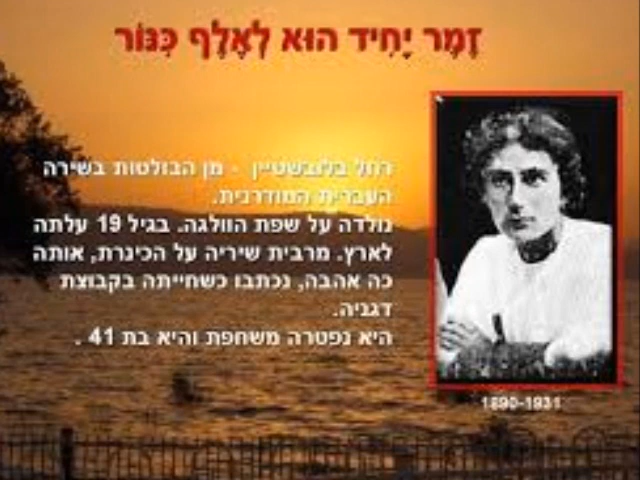 זֶמֶר יָחִיד הוּא לְאֶלֶף כִּנּוֹר
רחל בלובשטיין - מן הבולטות בשירה
העברית המודרנית.
נולדה על שפת הוולגה. בגיל 19 עלתה
לארץ. מרבית שיריה על הכינרת, אותה
כה אהבה, נכתבו כשחייתה בקבוצת
דגניה.
היא נפטרה משחפת והיא בת 41 .
1890-1931